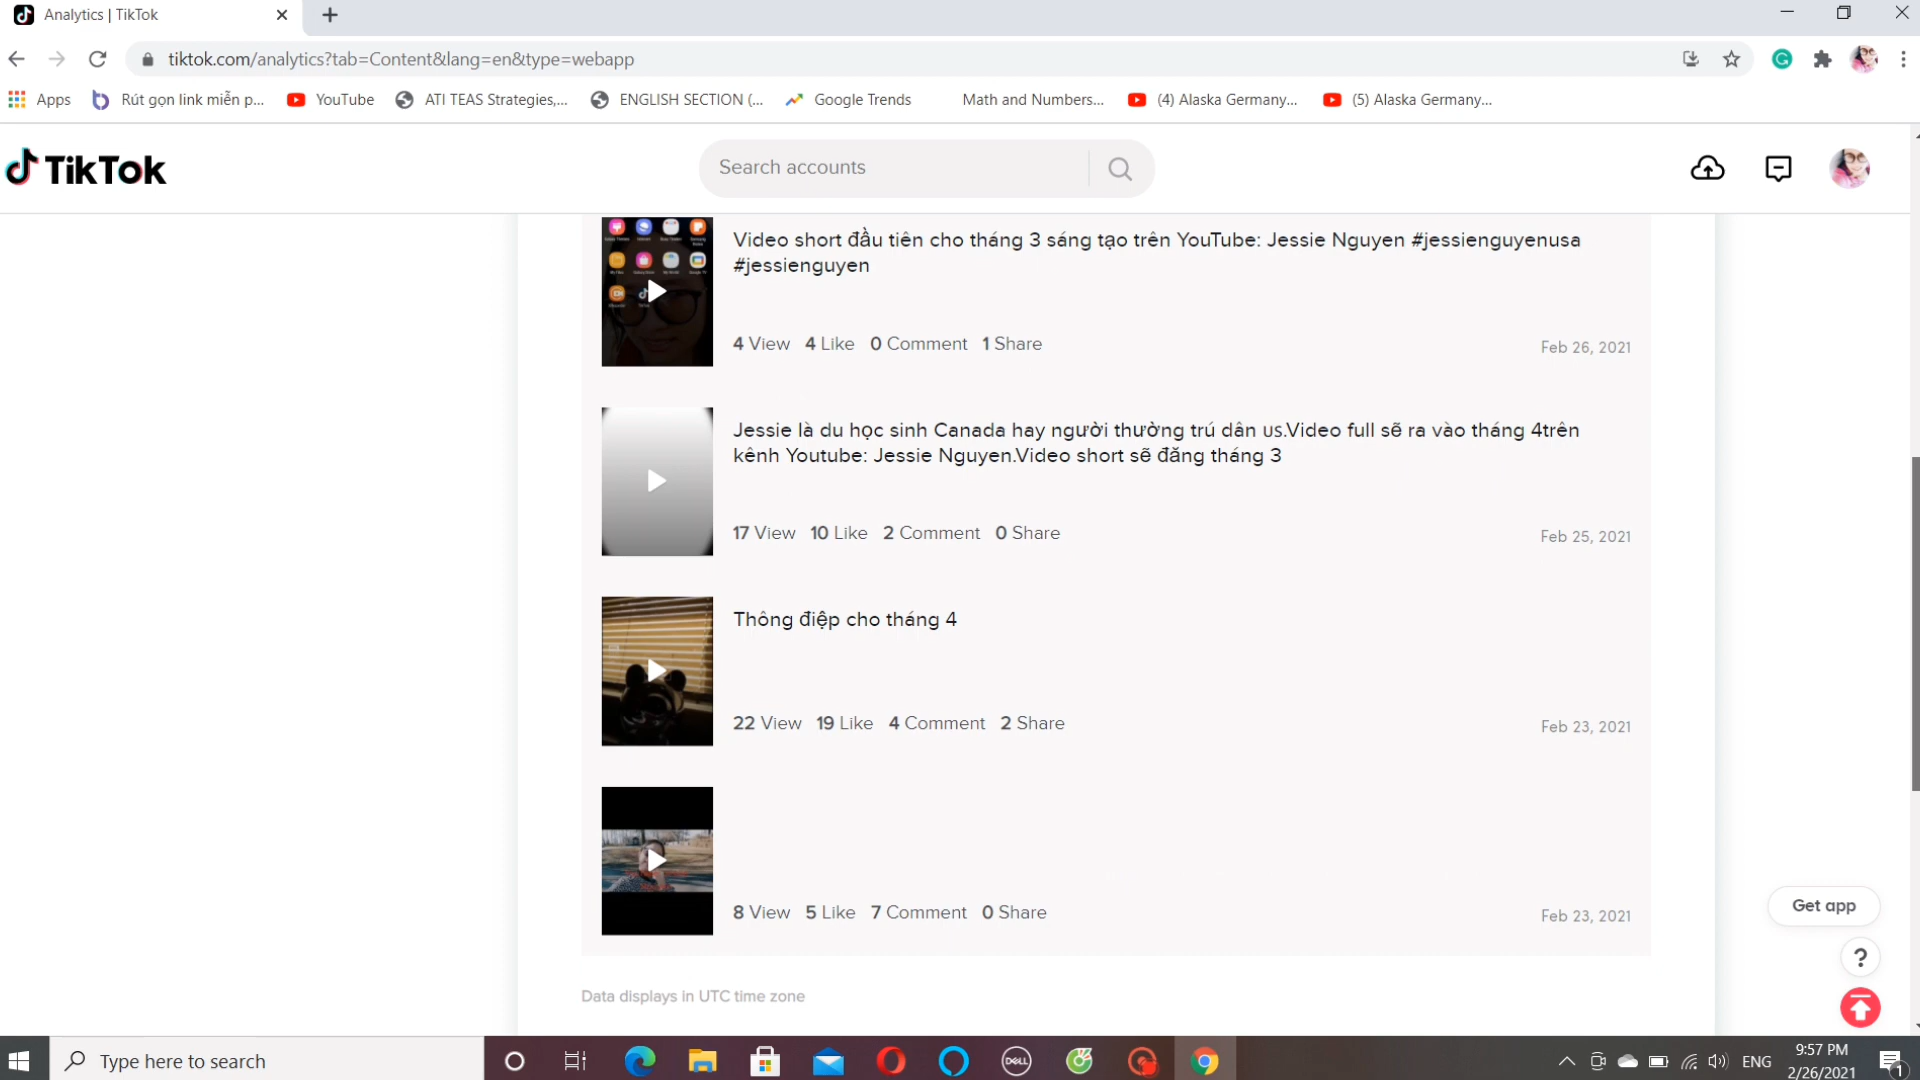 Analytics | TikTok
tiktok.com/analytics?tab=Content&lang=en&type=webapp
Apps
Rút gọn link miễn p...
YouTube
ATI TEAS Strategies,...
ENGLISH SECTION (...
Google Trends
Math and Numbers...
(4) Alaska Germany...
(5) Alaska Germany...
TikTok
Search accounts
Video short đầu tiên cho tháng 3 sáng tạo trên YouTube: Jessie Nguyen #jessienguyenusa
#jessienguyen
4 View 4 Like 0 Comment 1 Share
Feb 26, 2021
Jessie là du học sinh Canada hay người thường trú dân us.Video full sẽ ra vào tháng 4trên
kênh Youtube: Jessie Nguyen.Video short sẽ đăng tháng 3
17 View 10 Like 2 Comment 0 Share
Feb 25, 2021
Thông điệp cho tháng 4
22 View 19 Like 4 Comment 2 Share
Feb 23, 2021
8 View 5 Like 7 Comment 0 Share
Feb 23, 2021
Get app
?
Data displays in UTC time zone
Type here to search
DELL
ENG
9:57 PM
2/26/2021
1